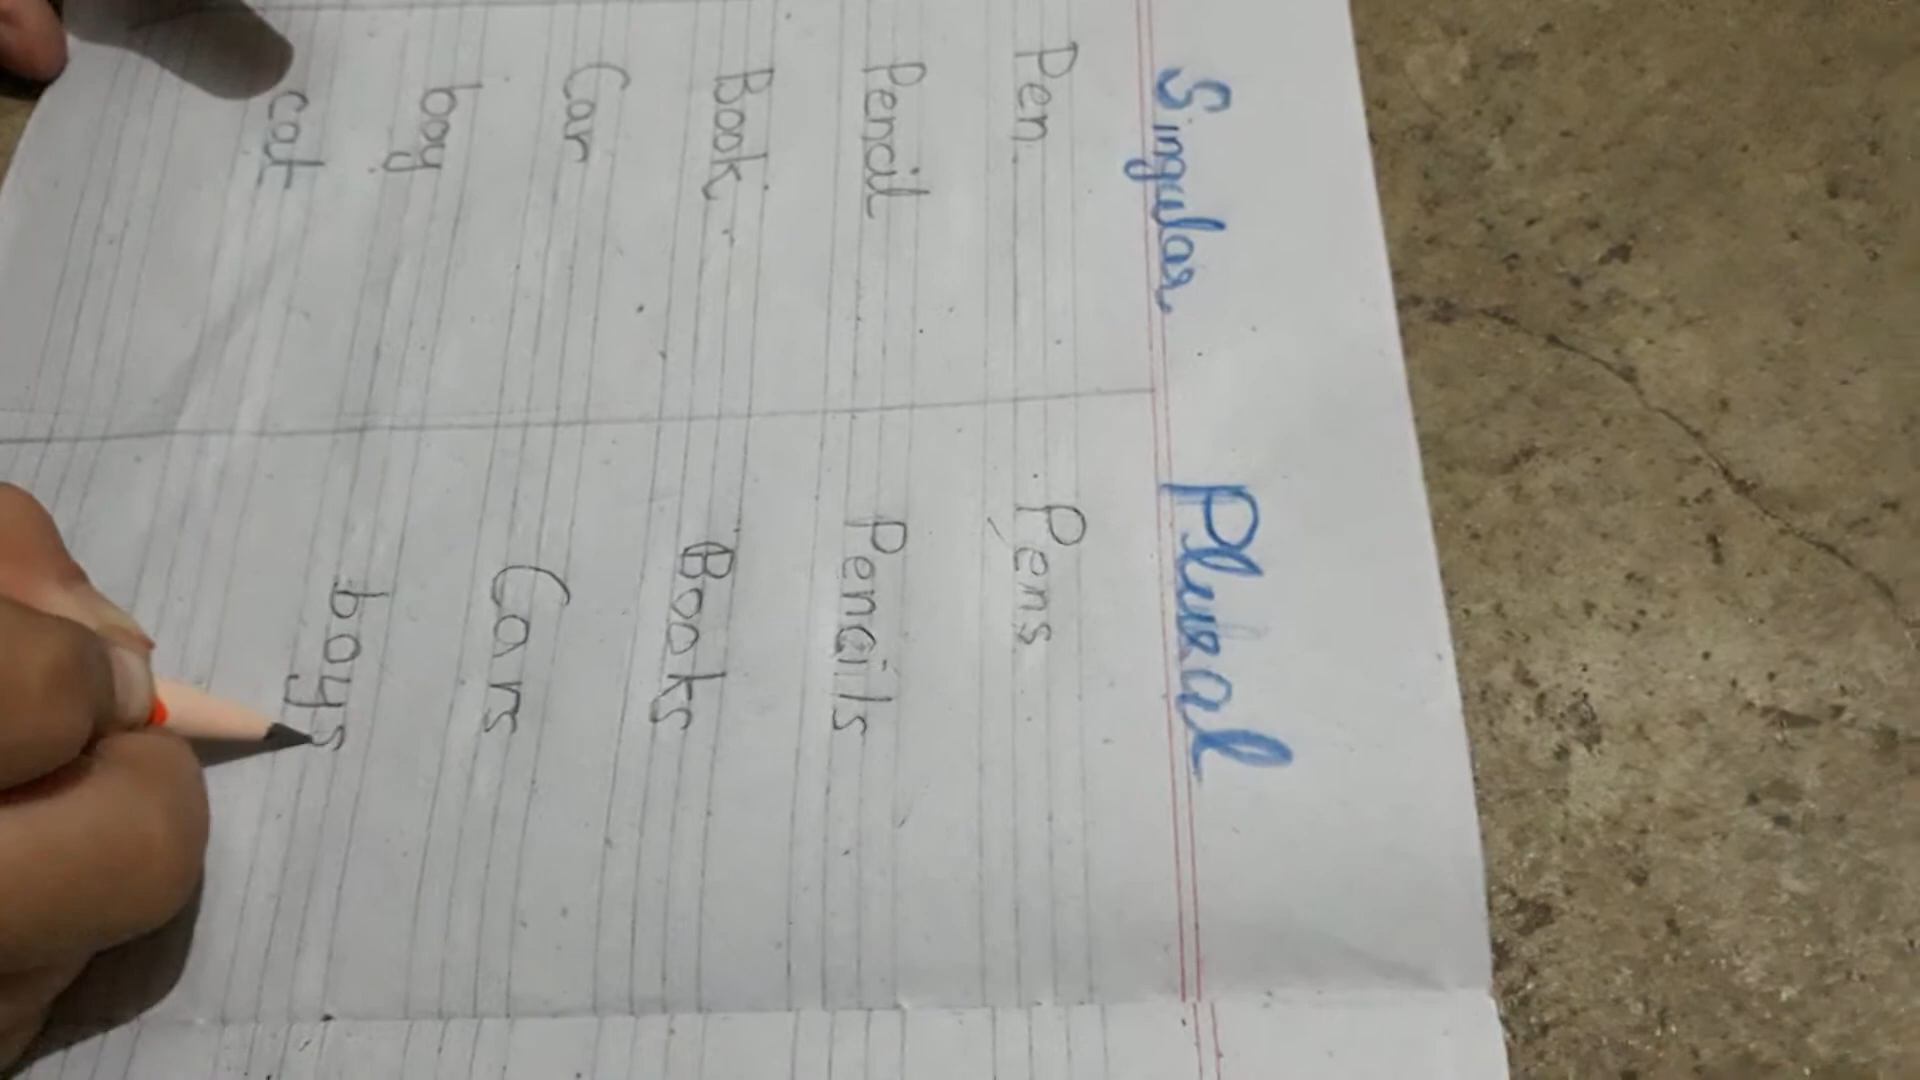 Singular Plural
Pen Pens
Pencil Pencils
Book Books
Car Cars
boy boys
cat